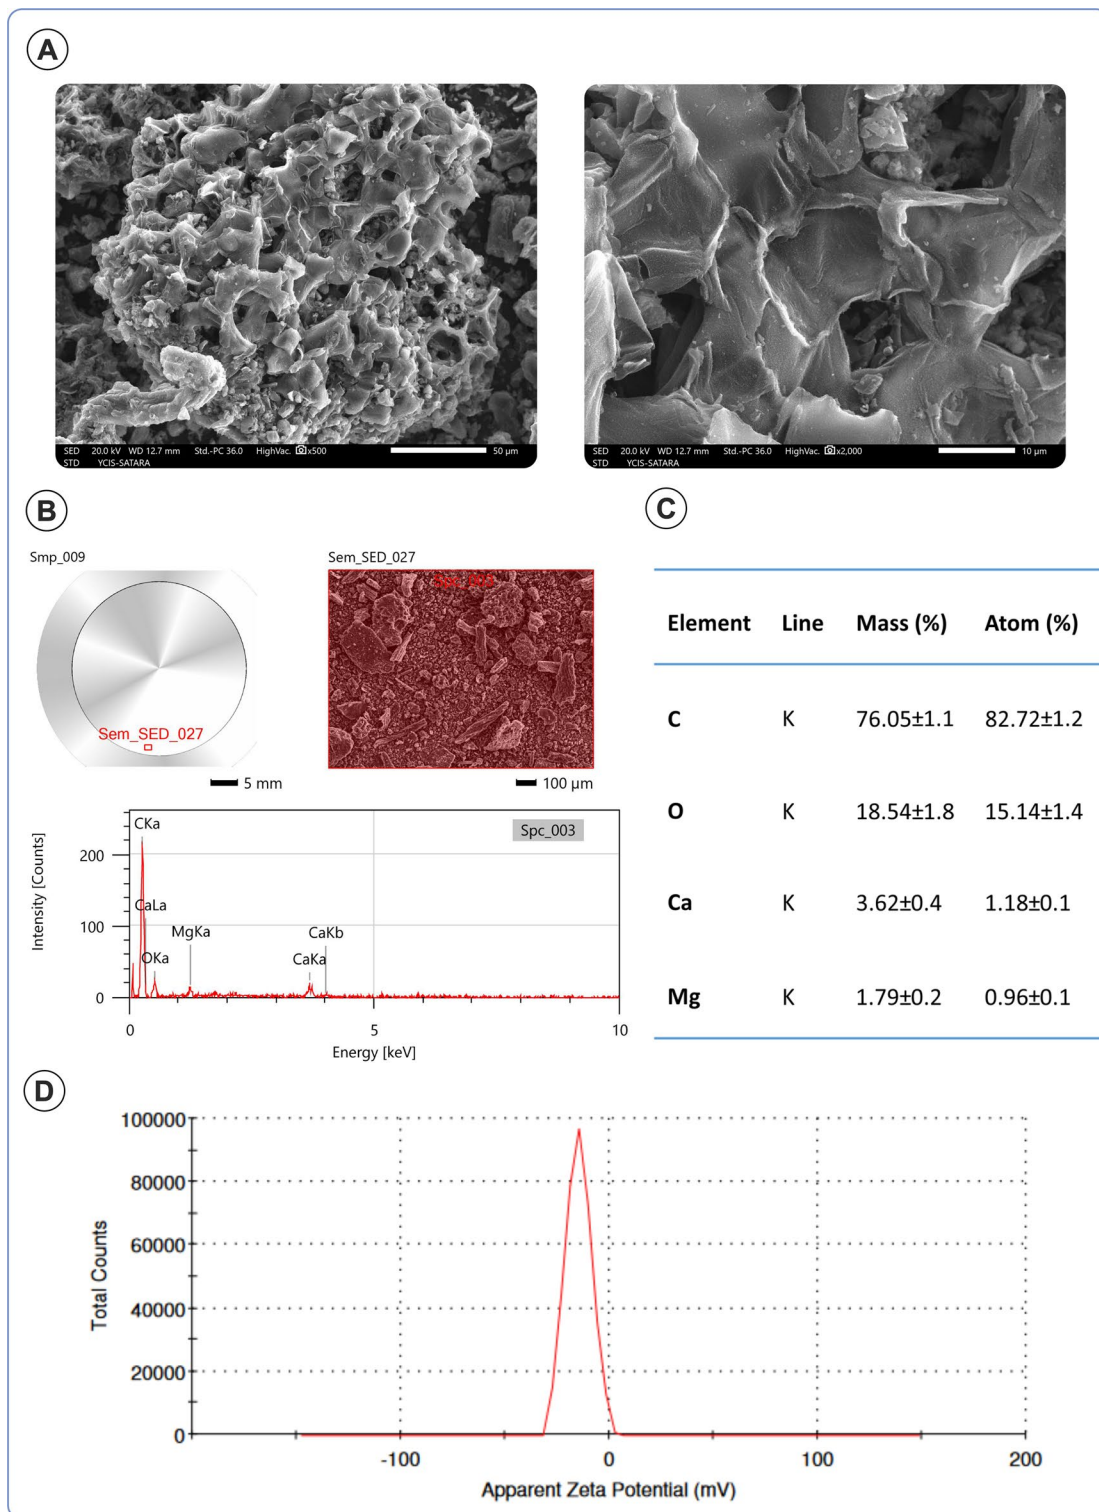 A
SED 20.0 kV WD 12.7 mm Std.-PC 36.0 HighVac. x500 50 µm
STD YCIS-SATARA
SED 20.0 kV WD 12.7 mm Std.-PC 36.0 HighVac. x2,000 10 µm
STD YCIS-SATARA
B
Smp_009
Sem_SED_027
Sem_SED_027
5 mm
Spc_003
100 µm
Intensity [Counts]
200
100
0
CKa
CaLa
OKa
MgKa
CaKa
CaKb
Spc_003
0 5 10
Energy [keV]
C
Element Line Mass (%) Atom (%)
C K 76.05±1.1 82.72±1.2
O K 18.54±1.8 15.14±1.4
Ca K 3.62±0.4 1.18±0.1
Mg K 1.79±0.2 0.96±0.1
D
Total Counts
100000
80000
60000
40000
20000
0
-100 0 100 200
Apparent Zeta Potential (mV)